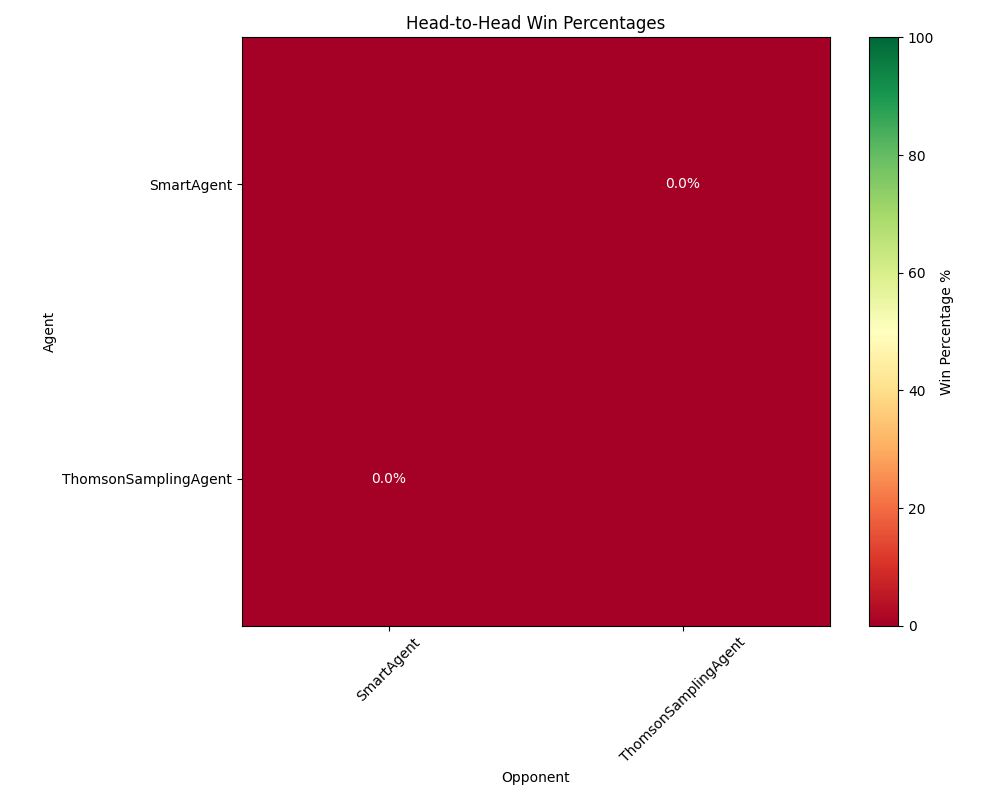 Head-to-Head Win Percentages
100
80
60
40
20
0
Win Percentage %
Agent
SmartAgent
0.0%
ThomsonSamplingAgent
0.0%
SmartAgent
ThomsonSamplingAgent
Opponent